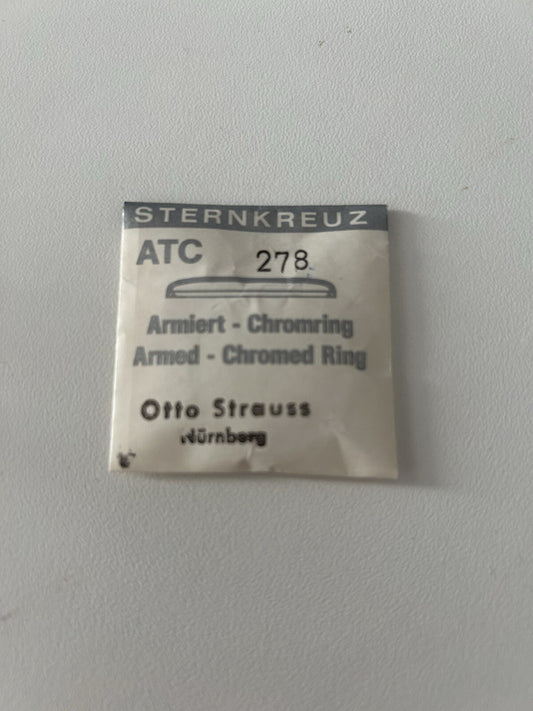 STERNKREUZ
ATC 278
Armiert - Chromring
Armed - Chromed Ring
Otto Strauss
Nürnberg